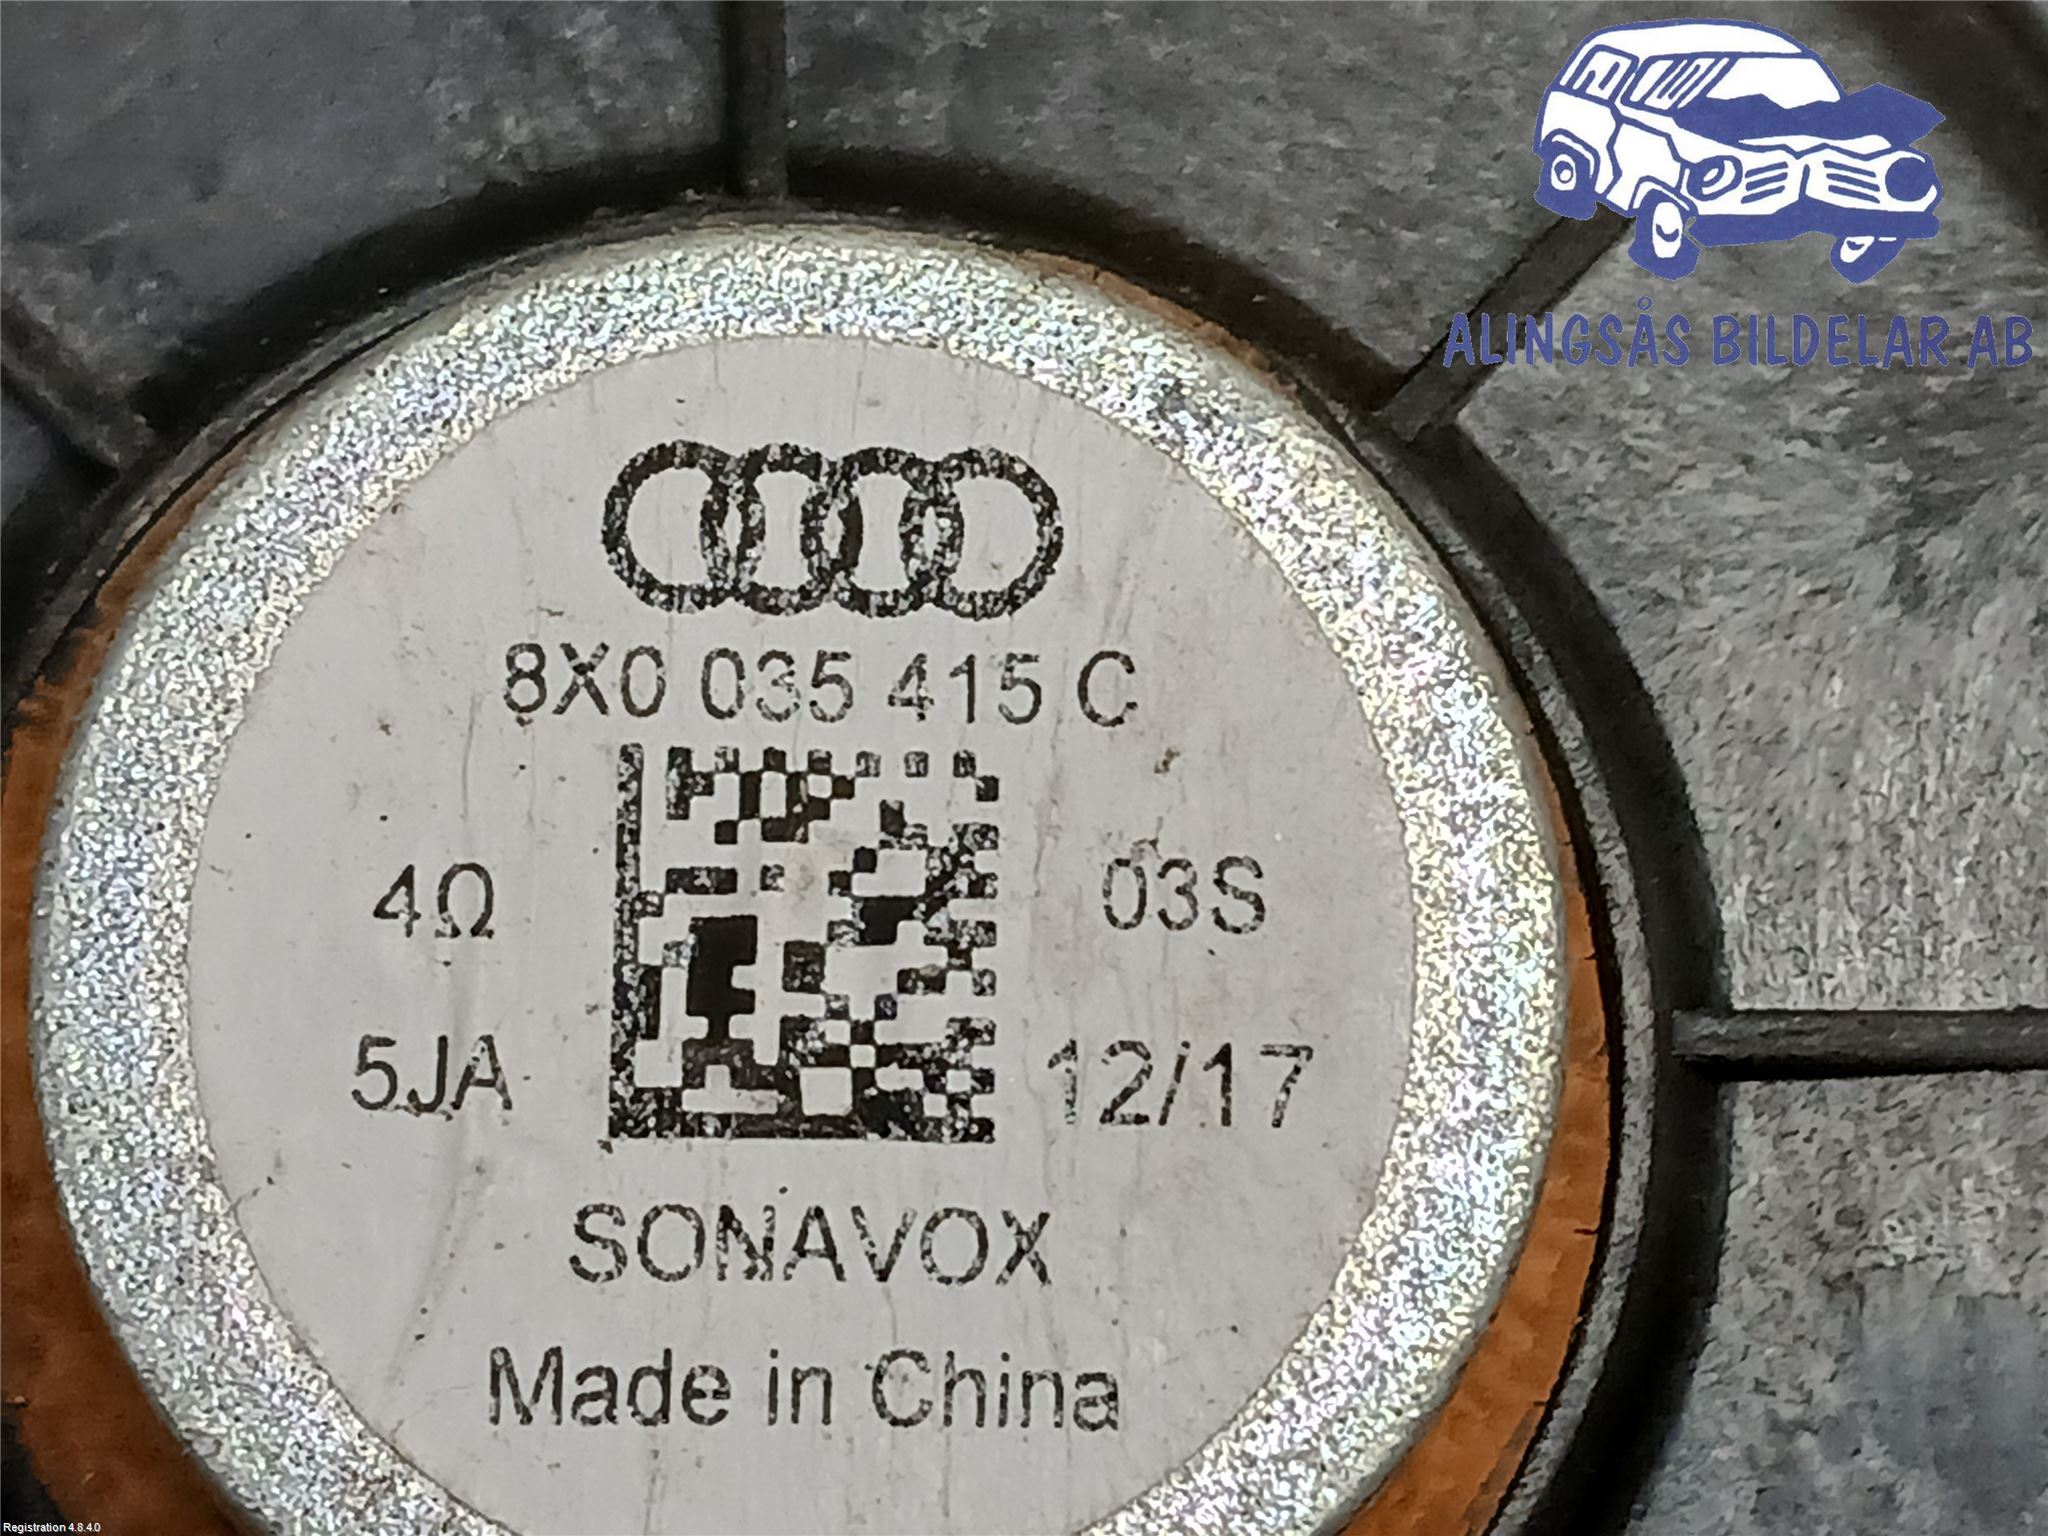 ALINGSÅS BILDELAR AB
8X0 035 415 C
4Ω 03S
5JA 12/17
SONAVOX
Made in China
Registration 4.8.4.0